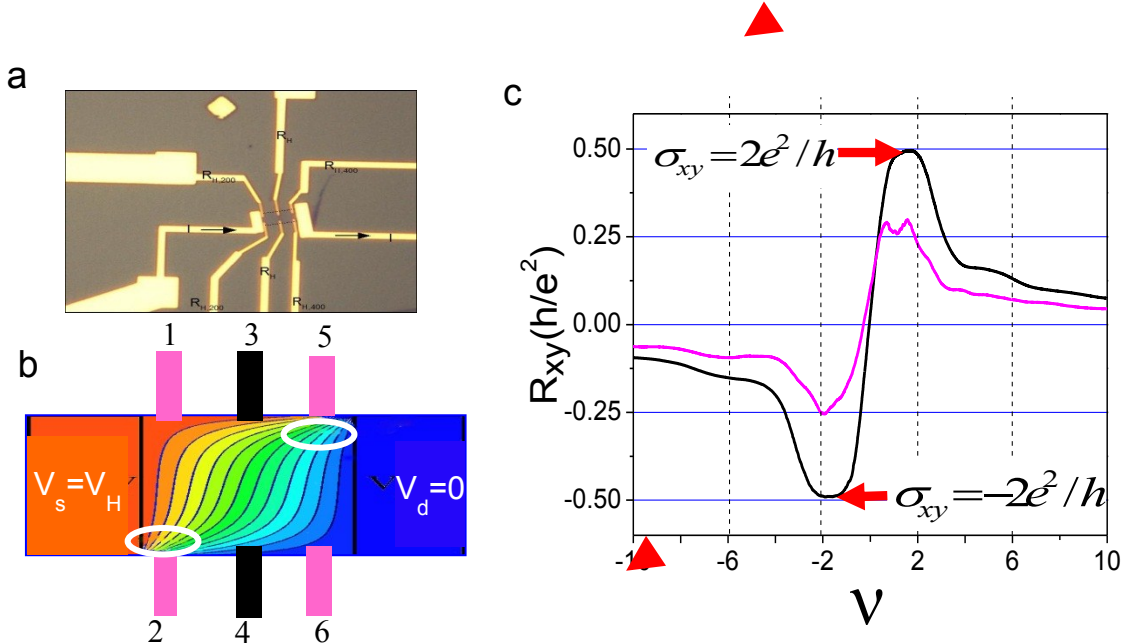 a
R_H
R_H,200
R_H,400
I
I
R_H,200
R_H
R_H,400
1
3
5
b
V_s=V_H
V_d=0
2
4
6
c
R_xy(h/e²)
0.50
0.25
0.00
-0.25
-0.50
σ_xy=2e²/h
σ_xy=-2e²/h
-10
-6
-2
2
6
10
ν